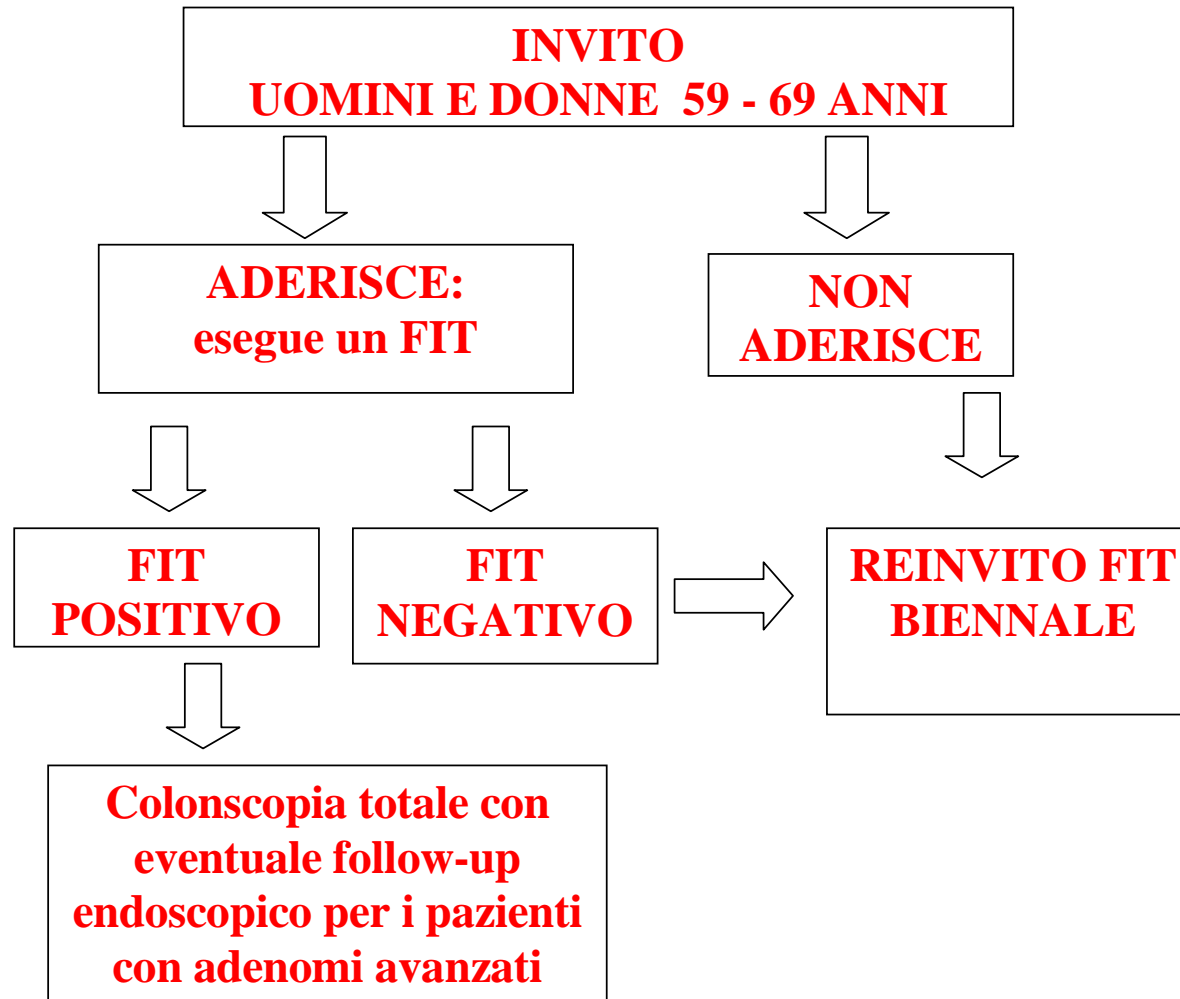 INVITO
UOMINI E DONNE 59 - 69 ANNI
ADERISCE:
esegue un FIT
NON
ADERISCE
FIT
POSITIVO
FIT
NEGATIVO
REINVITO FIT
BIENNALE
Colonscopia totale con
eventuale follow-up
endoscopico per i pazienti
con adenomi avanzati